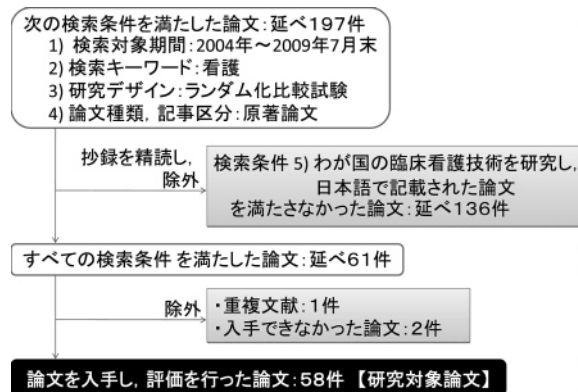 次の検索条件を満たした論文：延べ197件
1) 検索対象期間：2004年～2009年7月末
2) 検索キーワード：看護
3) 研究デザイン：ランダム化比較試験
4) 論文種類，記事区分：原著論文
抄録を精読し，
除外
検索条件 5) わが国の臨床看護技術を研究し，
日本語で記載された論文
を満たさなかった論文：延べ136件
すべての検索条件 を満たした論文：延べ61件
除外
・重複文献：1件
・入手できなかった論文：2件
論文を入手し，評価を行った論文：58件 【研究対象論文】